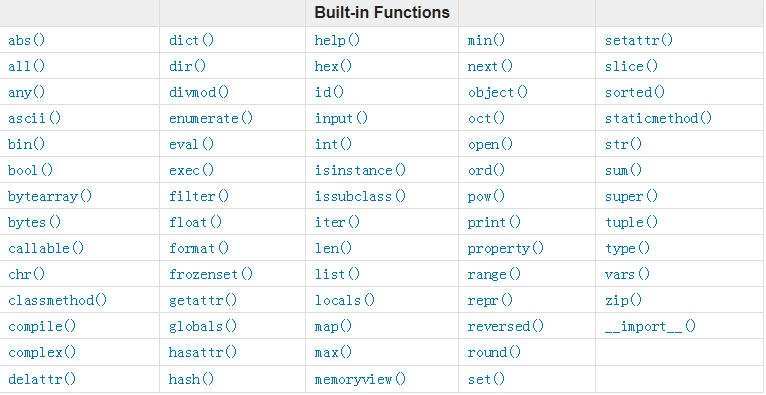 Built-in Functions
abs() dict() help() min() setattr()
all() dir() hex() next() slice()
any() divmod() id() object() sorted()
ascii() enumerate() input() oct() staticmethod()
bin() eval() int() open() str()
bool() exec() isinstance() ord() sum()
bytearray() filter() issubclass() pow() super()
bytes() float() iter() print() tuple()
callable() format() len() property() type()
chr() frozenset() list() range() vars()
classmethod() getattr() locals() repr() zip()
compile() globals() map() reversed() __import__()
complex() hasattr() max() round()
delattr() hash() memoryview() set()